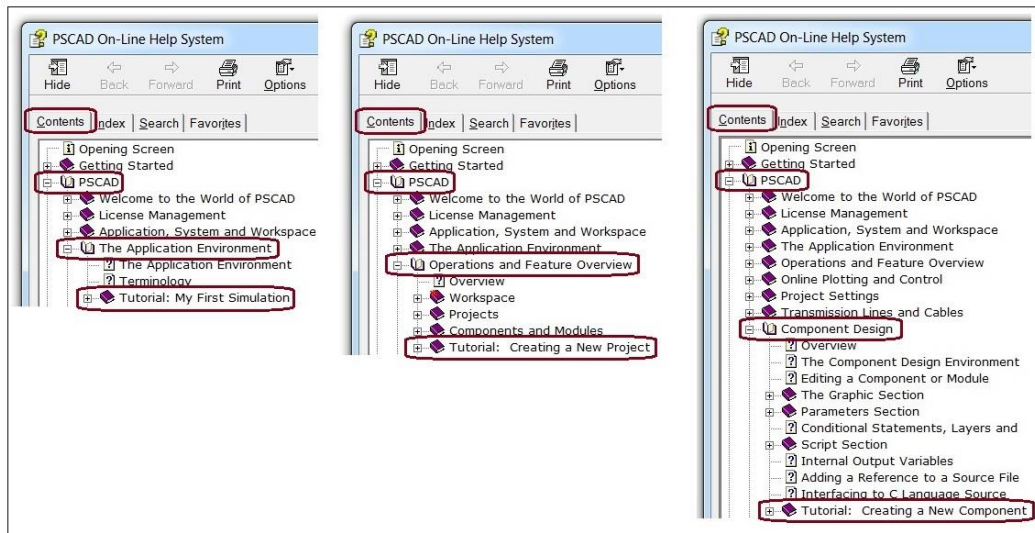 PSCAD On-Line Help System
Hide Back Forward Print Options
Contents Index Search Favorites
Opening Screen
Getting Started
PSCAD
Welcome to the World of PSCAD
License Management
Application, System and Workspace
The Application Environment
The Application Environment
Terminology
Tutorial: My First Simulation
PSCAD On-Line Help System
Hide Back Forward Print Options
Contents Index Search Favorites
Opening Screen
Getting Started
PSCAD
Welcome to the World of PSCAD
License Management
Application, System and Workspace
The Application Environment
Operations and Feature Overview
Overview
Workspace
Projects
Components and Modules
Tutorial: Creating a New Project
PSCAD On-Line Help System
Hide Back Forward Print Options
Contents Index Search Favorites
Opening Screen
Getting Started
PSCAD
Welcome to the World of PSCAD
License Management
Application, System and Workspace
The Application Environment
Operations and Feature Overview
Online Plotting and Control
Project Settings
Transmission Lines and Cables
Component Design
Overview
The Component Design Environment
Editing a Component or Module
The Graphic Section
Parameters Section
Conditional Statements, Layers and
Script Section
Internal Output Variables
Adding a Reference to a Source File
Interfacing to C Language Source
Tutorial: Creating a New Component